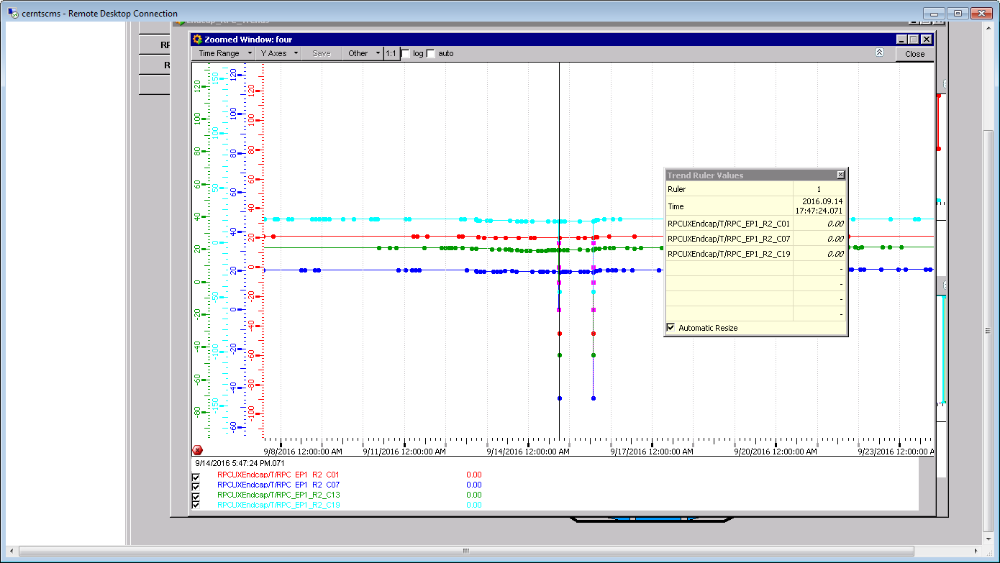 cerntscms - Remote Desktop Connection
Endcap_RPC_Trends
Zoomed Window: four
Time Range Y Axes Save Other 1:1 log auto Close
RP
R
120 100 80 60 40 20 0 -20 -40 -60 -80
150 100 50 0 -50 -100 -150
120 100 80 60 40 20 0 -20 -40 -60
120 100 80 60 40 20 0 -20 -40 -60 -80 -100
Trend Ruler Values
Ruler 1
Time 2016.09.14
17:47:24.071
RPCUXEndcap/T/RPC_EP1_R2_C01 0.00
RPCUXEndcap/T/RPC_EP1_R2_C07 0.00
RPCUXEndcap/T/RPC_EP1_R2_C19 0.00
-
-
-
-
Automatic Resize
9/8/2016 12:00:00 AM 9/11/2016 12:00:00 AM 9/14/2016 12:00:00 AM 9/17/2016 12:00:00 AM 9/20/2016 12:00:00 AM 9/23/2016 12:00:00 A
9/14/2016 5:47:24 PM.071
RPCUXEndcap/T/RPC_EP1_R2_C01 0.00
RPCUXEndcap/T/RPC_EP1_R2_C07 0.00
RPCUXEndcap/T/RPC_EP1_R2_C13 0.00
RPCUXEndcap/T/RPC_EP1_R2_C19 0.00